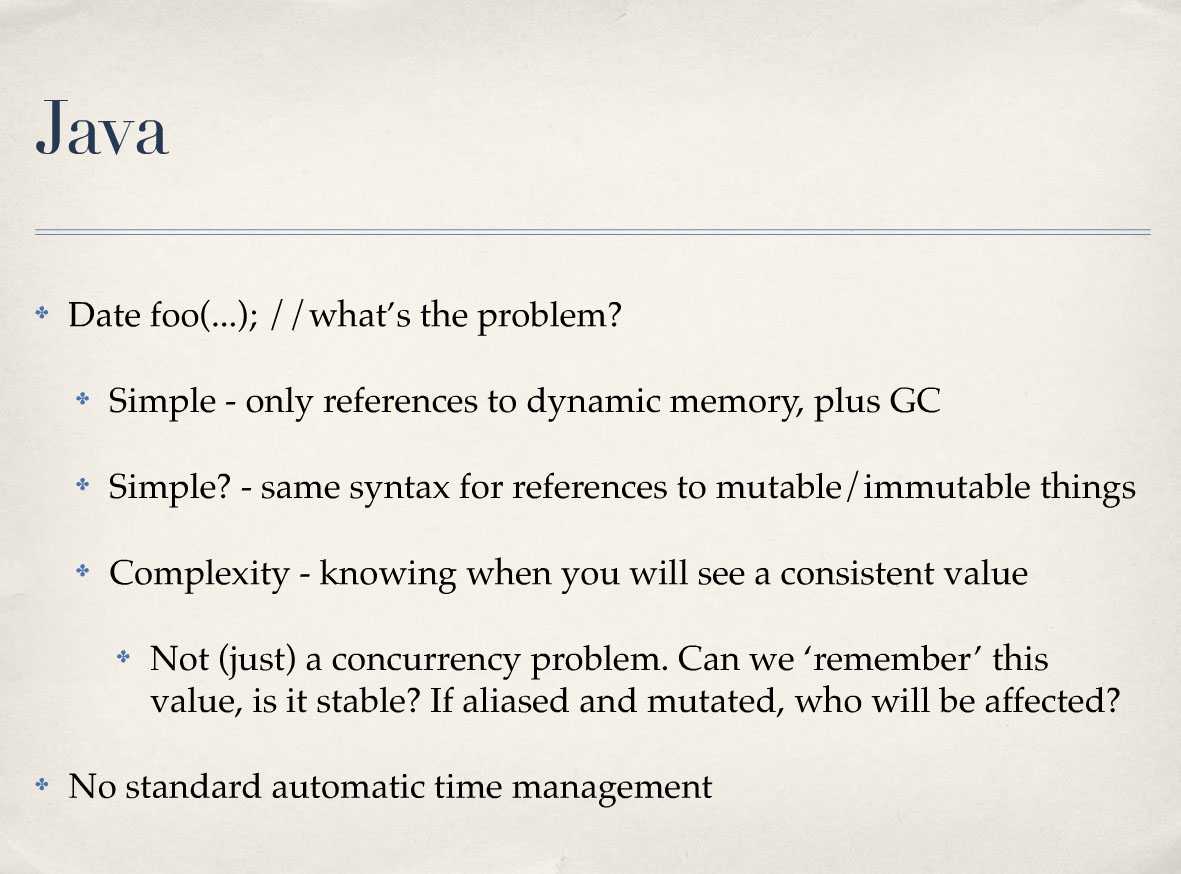 Java
Date foo(...); //what’s the problem?
Simple - only references to dynamic memory, plus GC
Simple? - same syntax for references to mutable/immutable things
Complexity - knowing when you will see a consistent value
Not (just) a concurrency problem. Can we ‘remember’ this
value, is it stable? If aliased and mutated, who will be affected?
No standard automatic time management